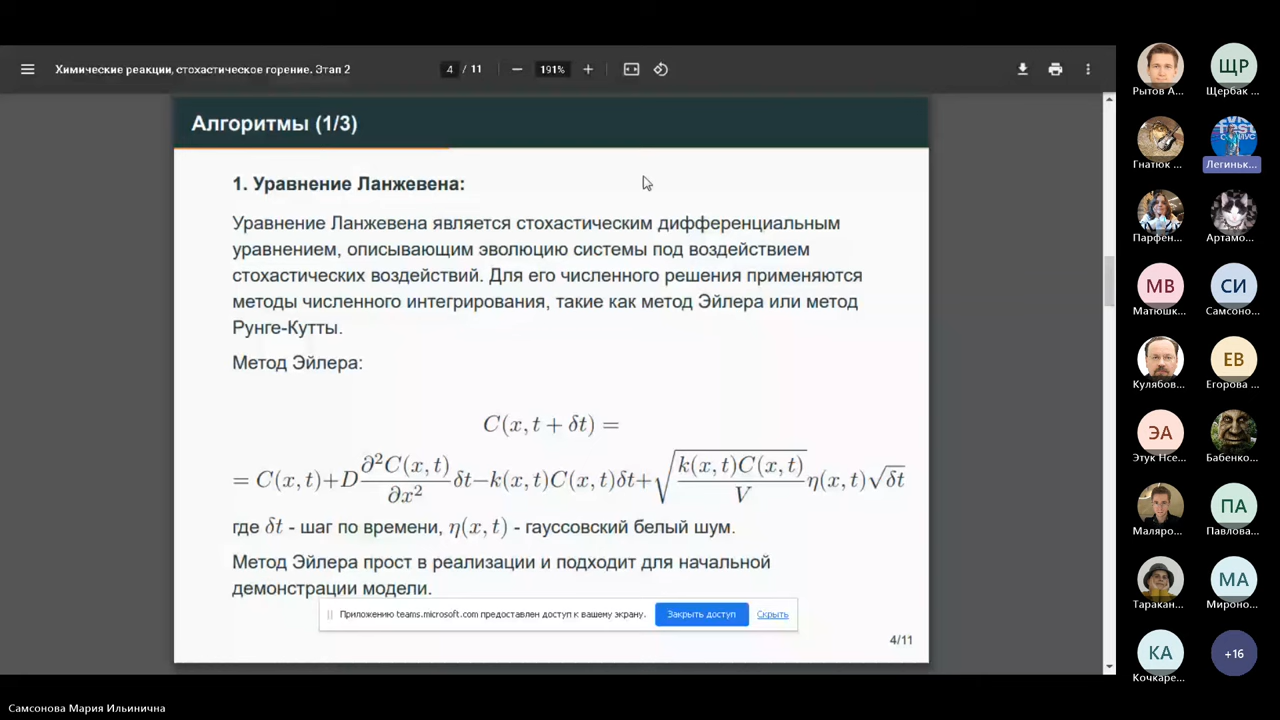 Химические реакции, стохастическое горение. Этап 2
4 / 11
191%
Алгоритмы (1/3)
1. Уравнение Ланжевена:
Уравнение Ланжевена является стохастическим дифференциальным
уравнением, описывающим эволюцию системы под воздействием
стохастических воздействий. Для его численного решения применяются
методы численного интегрирования, такие как метод Эйлера или метод
Рунге-Кутты.
Метод Эйлера:
C(x, t + δt) =
= C(x, t)+D ∂²C(x, t)/∂x² δt−k(x, t)C(x, t)δt+√(k(x, t)C(x, t)/V) η(x, t)√δt
где δt - шаг по времени, η(x, t) - гауссовский белый шум.
Метод Эйлера прост в реализации и подходит для начальной
демонстрации модели.
Приложению teams.microsoft.com предоставлен доступ к вашему экрану.
Закрыть доступ
Скрыть
4/11
Рытов А...
ЩР
Щербак ...
Гнатюк ...
Легиньк...
Парфен...
Артамо...
МВ
Матюшк...
СИ
Самсоно...
Кулябов...
ЕВ
Егорова ...
ЭА
Этук Нсе...
Бабенко...
Маляро...
ПА
Павлова...
Таракан...
МА
Мироно...
КА
Кочкаре...
+16
Самсонова Мария Ильинична